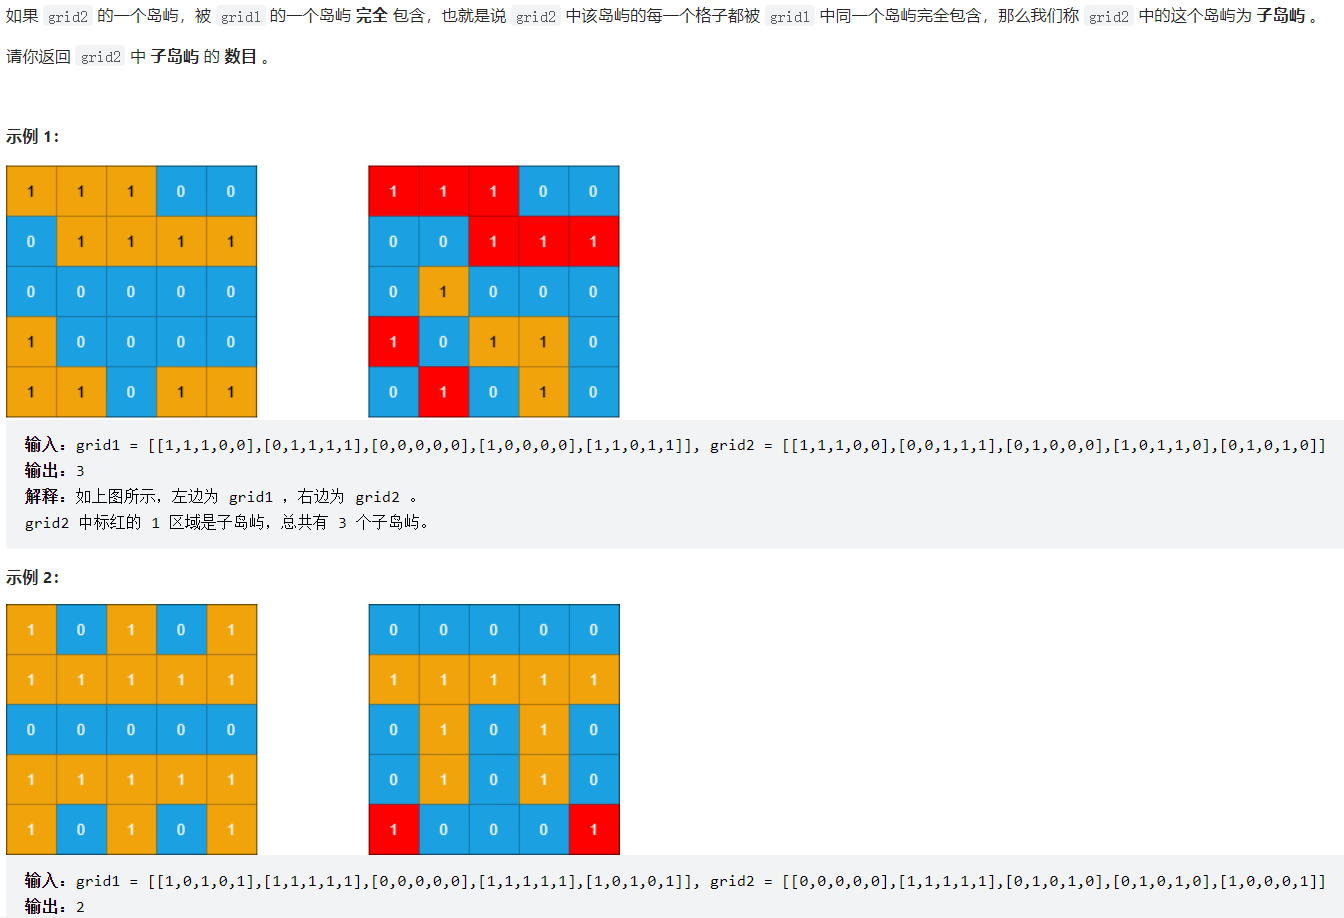 如果 grid2 的一个岛屿，被 grid1 的一个岛屿 完全 包含，也就是说 grid2 中该岛屿的每一个格子都被 grid1 中同一个岛屿完全包含，那么我们称 grid2 中的这个岛屿为 子岛屿 。
请你返回 grid2 中 子岛屿 的 数目 。
示例 1：
1 1 1 0 0
0 1 1 1 1
0 0 0 0 0
1 0 0 0 0
1 1 0 1 1
1 1 1 0 0
0 0 1 1 1
0 1 0 0 0
1 0 1 1 0
0 1 0 1 0
输入：grid1 = [[1,1,1,0,0],[0,1,1,1,1],[0,0,0,0,0],[1,0,0,0,0],[1,1,0,1,1]], grid2 = [[1,1,1,0,0],[0,0,1,1,1],[0,1,0,0,0],[1,0,1,1,0],[0,1,0,1,0]]
输出：3
解释：如上图所示，左边为 grid1 ，右边为 grid2 。
grid2 中标红的 1 区域是子岛屿，总共有 3 个子岛屿。
示例 2：
1 0 1 0 1
1 1 1 1 1
0 0 0 0 0
1 1 1 1 1
1 0 1 0 1
0 0 0 0 0
1 1 1 1 1
0 1 0 1 0
0 1 0 1 0
1 0 0 0 1
输入：grid1 = [[1,0,1,0,1],[1,1,1,1,1],[0,0,0,0,0],[1,1,1,1,1],[1,0,1,0,1]], grid2 = [[0,0,0,0,0],[1,1,1,1,1],[0,1,0,1,0],[0,1,0,1,0],[1,0,0,0,1]]
输出：2